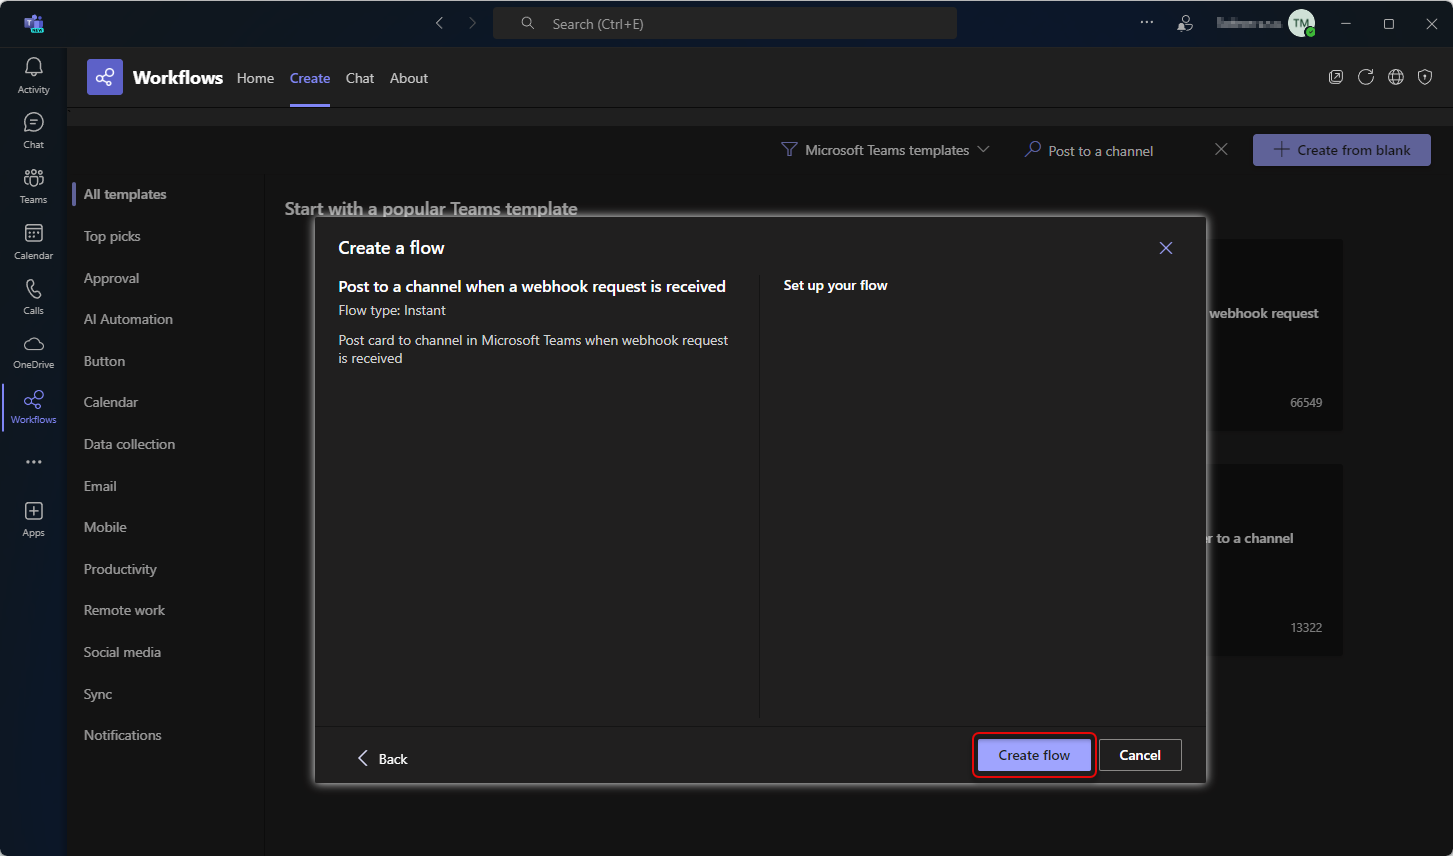 NEW
Search (Ctrl+E)
TM
Activity
Chat
Teams
Calendar
Calls
OneDrive
Workflows
Apps
Workflows Home Create Chat About
Microsoft Teams templates
Post to a channel
Create from blank
All templates
Top picks
Approval
AI Automation
Button
Calendar
Data collection
Email
Mobile
Productivity
Remote work
Social media
Sync
Notifications
Start with a popular Teams template
webhook request
66549
to a channel
13322
Create a flow
Post to a channel when a webhook request is received
Flow type: Instant
Post card to channel in Microsoft Teams when webhook request
is received
Set up your flow
Back
Create flow
Cancel